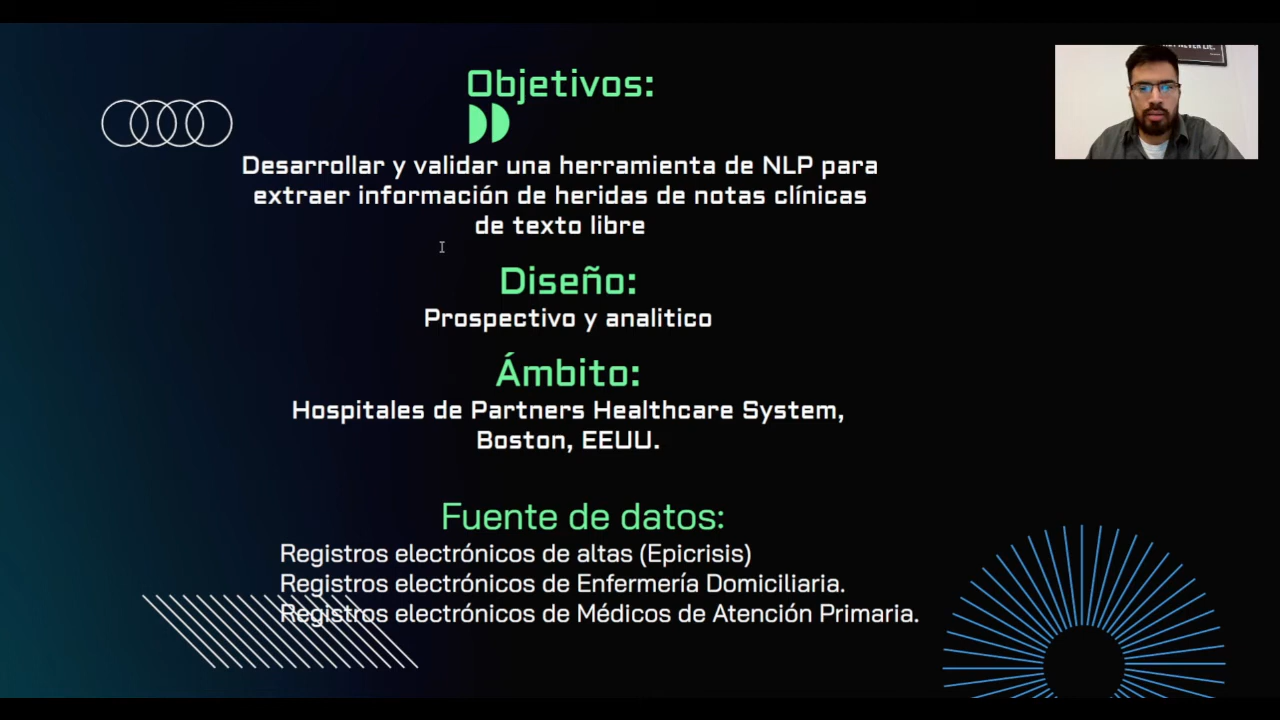 Objetivos:
Desarrollar y validar una herramienta de NLP para
extraer información de heridas de notas clínicas
de texto libre
Diseño:
Prospectivo y analitico
Ámbito:
Hospitales de Partners Healthcare System,
Boston, EEUU.
Fuente de datos:
Registros electrónicos de altas (Epicrisis)
Registros electrónicos de Enfermería Domiciliaria.
Registros electrónicos de Médicos de Atención Primaria.